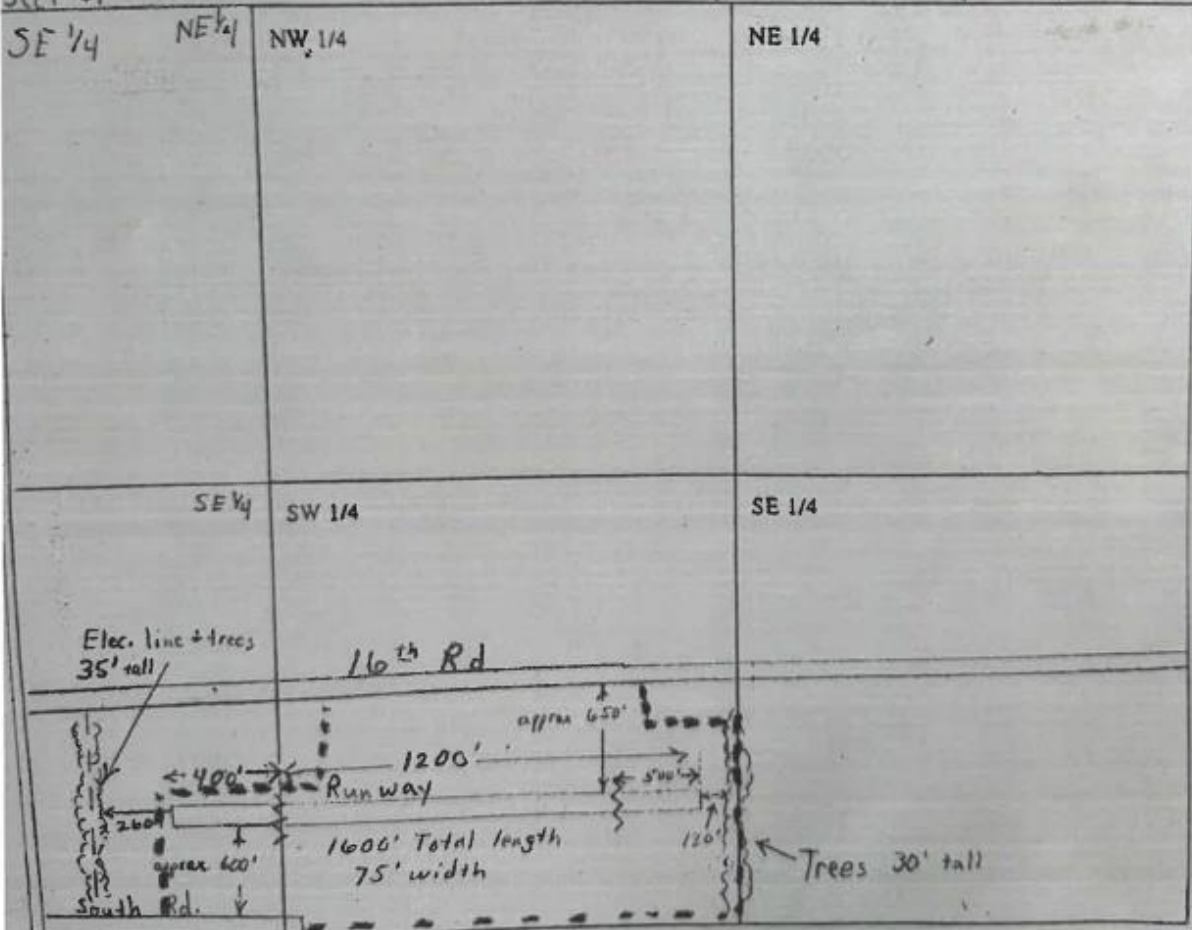 SE 1/4
NE 1/4
NW 1/4
NE 1/4
SE 1/4
SW 1/4
SE 1/4
Elec. line + trees
35' tall
16th Rd
approx 650'
1200'
400'
Runway
500'
260'
1600' Total length
75' width
120'
approx 600'
Trees 30' tall
South Rd.